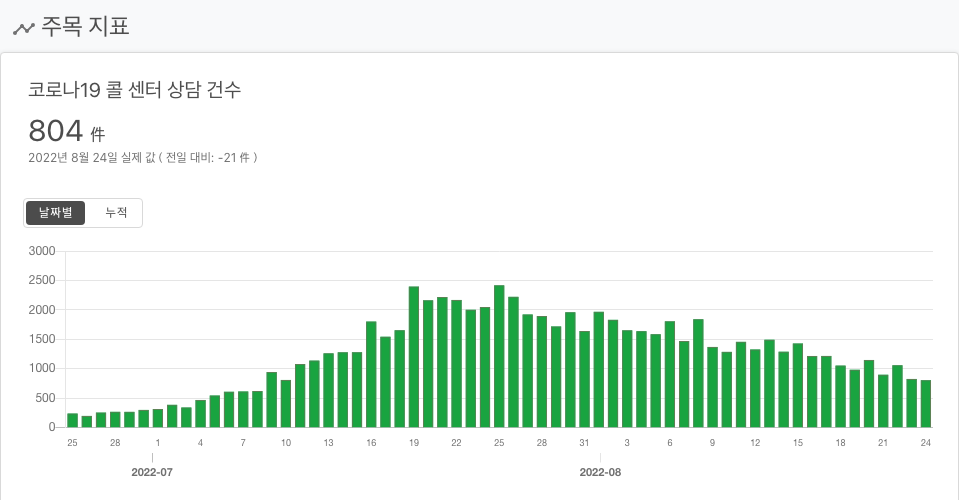 주목 지표
코로나19 콜 센터 상담 건수
804 件
2022년 8월 24일 실제 값 ( 전일 대비: -21 件 )
날짜별 누적
3000
2500
2000
1500
1000
500
0
25 28 1 4 7 10 13 16 19 22 25 28 31 3 6 9 12 15 18 21 24
2022-07 2022-08